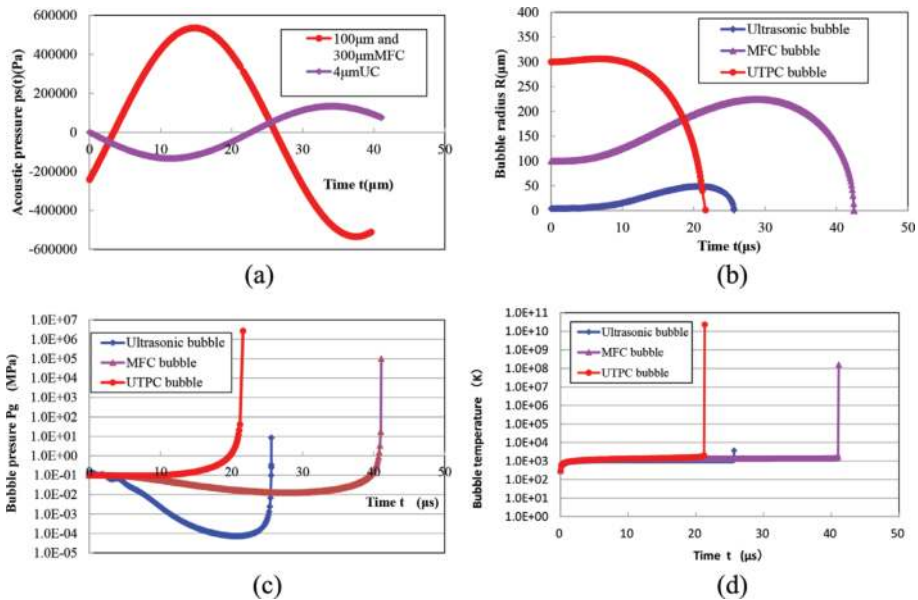 600000
400000
200000
0
-200000
-400000
-600000
Acoustic pressure ps(t)(Pa)
100μm and
300μmMFC
4μmUC
0 20 40 60
Time t(μm)
(a)
400
350
300
250
200
150
100
50
0
Bubble radius R(μm)
Ultrasonic bubble
MFC bubble
UTPC bubble
0 10 20 30 40 50
Time t(μs)
(b)
1.0E+07
1.0E+06
1.0E+05
1.0E+04
1.0E+03
1.0E+02
1.0E+01
1.0E+00
1.0E-01
1.0E-02
1.0E-03
1.0E-04
1.0E-05
Bubble pressure Pg (MPa)
Ultrasonic bubble
MFC bubble
UTPC bubble
0 10 20 30 40 50
Time t (μs)
(c)
1.0E+11
1.0E+10
1.0E+09
1.0E+08
1.0E+07
1.0E+06
1.0E+05
1.0E+04
1.0E+03
1.0E+02
1.0E+01
1.0E+00
Bubble temperature (K)
Ultrasonic bubble
MFC bubble
UTPC bubble
0 10 20 30 40 50
Time t (μs)
(d)